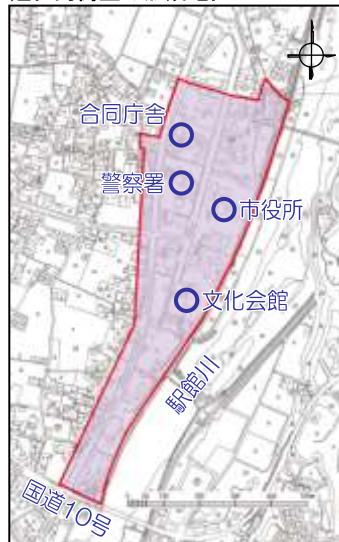 合同庁舎
警察署
市役所
文化会館
駅館川
国道10号